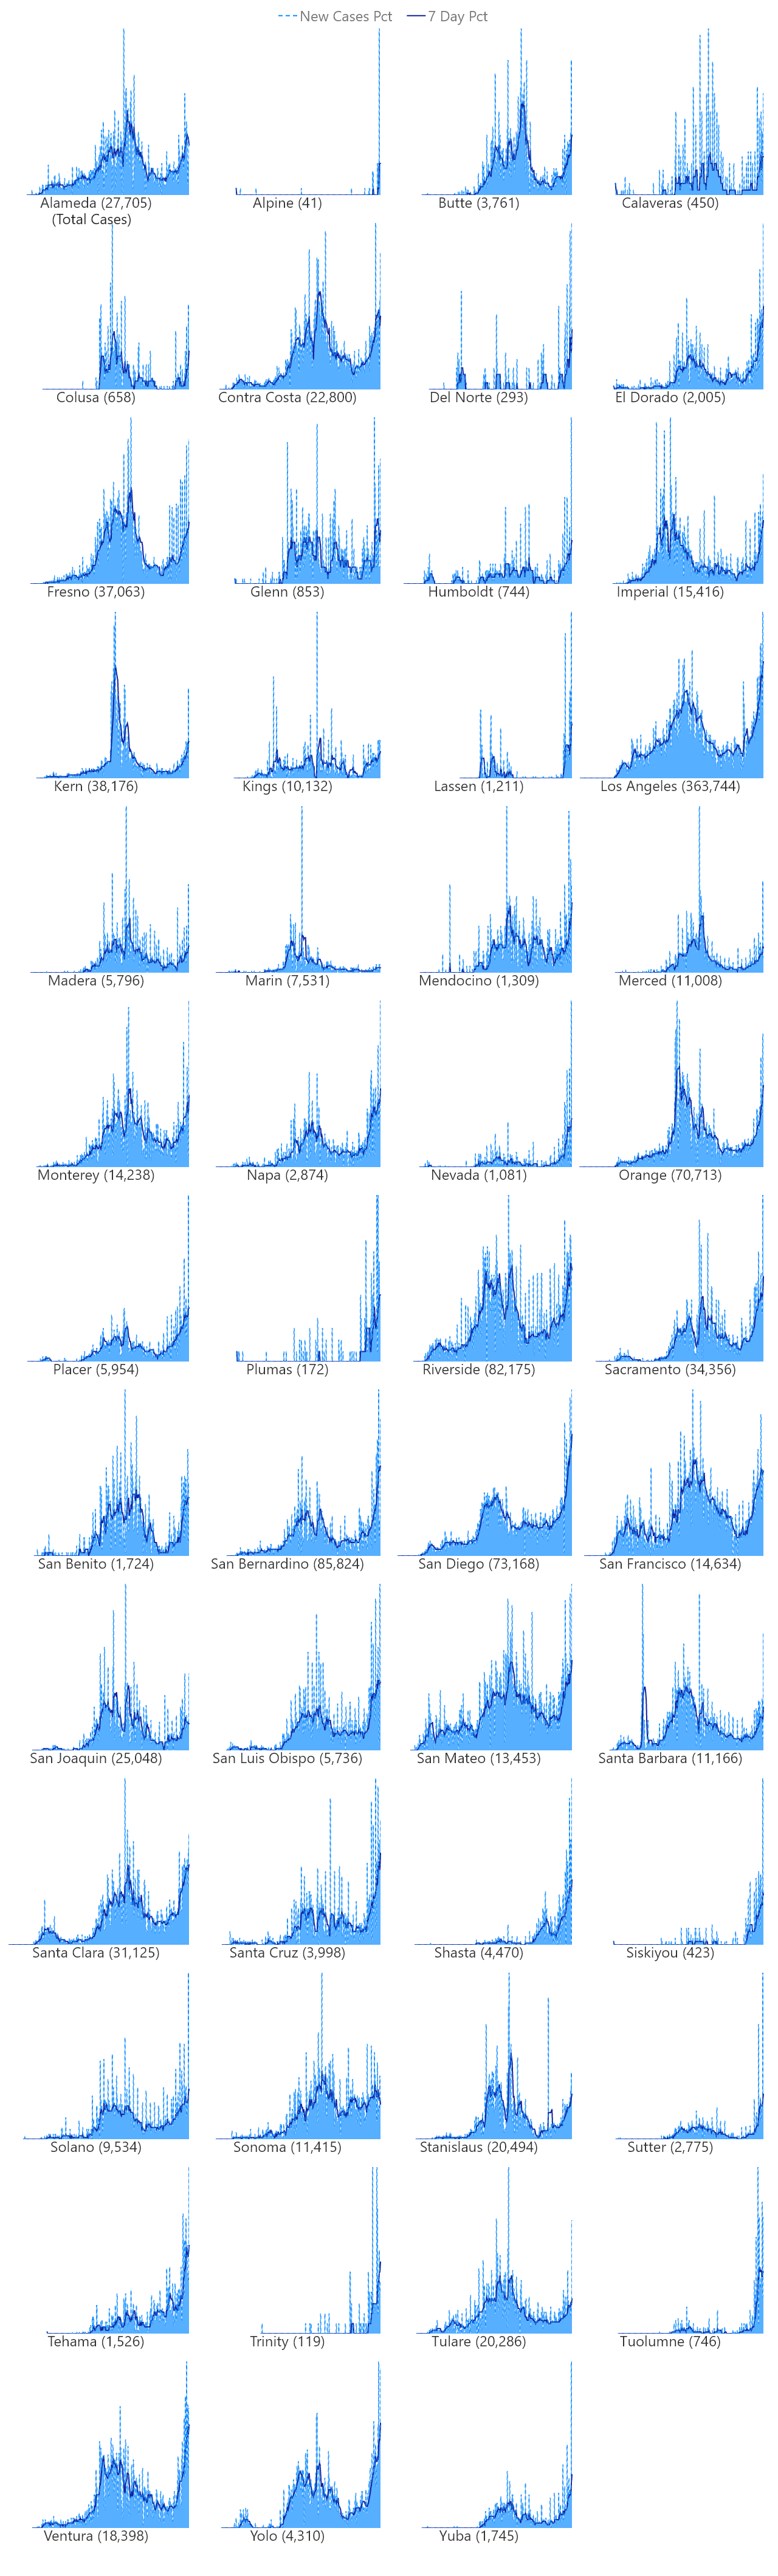 New Cases Pct 7 Day Pct
Alameda (27,705) Alpine (41) Butte (3,761) Calaveras (450)
(Total Cases)
Colusa (658) Contra Costa (22,800) Del Norte (293) El Dorado (2,005)
Fresno (37,063) Glenn (853) Humboldt (744) Imperial (15,416)
Kern (38,176) Kings (10,132) Lassen (1,211) Los Angeles (363,744)
Madera (5,796) Marin (7,531) Mendocino (1,309) Merced (11,008)
Monterey (14,238) Napa (2,874) Nevada (1,081) Orange (70,713)
Placer (5,954) Plumas (172) Riverside (82,175) Sacramento (34,356)
San Benito (1,724) San Bernardino (85,824) San Diego (73,168) San Francisco (14,634)
San Joaquin (25,048) San Luis Obispo (5,736) San Mateo (13,453) Santa Barbara (11,166)
Santa Clara (31,125) Santa Cruz (3,998) Shasta (4,470) Siskiyou (423)
Solano (9,534) Sonoma (11,415) Stanislaus (20,494) Sutter (2,775)
Tehama (1,526) Trinity (119) Tulare (20,286) Tuolumne (746)
Ventura (18,398) Yolo (4,310) Yuba (1,745)